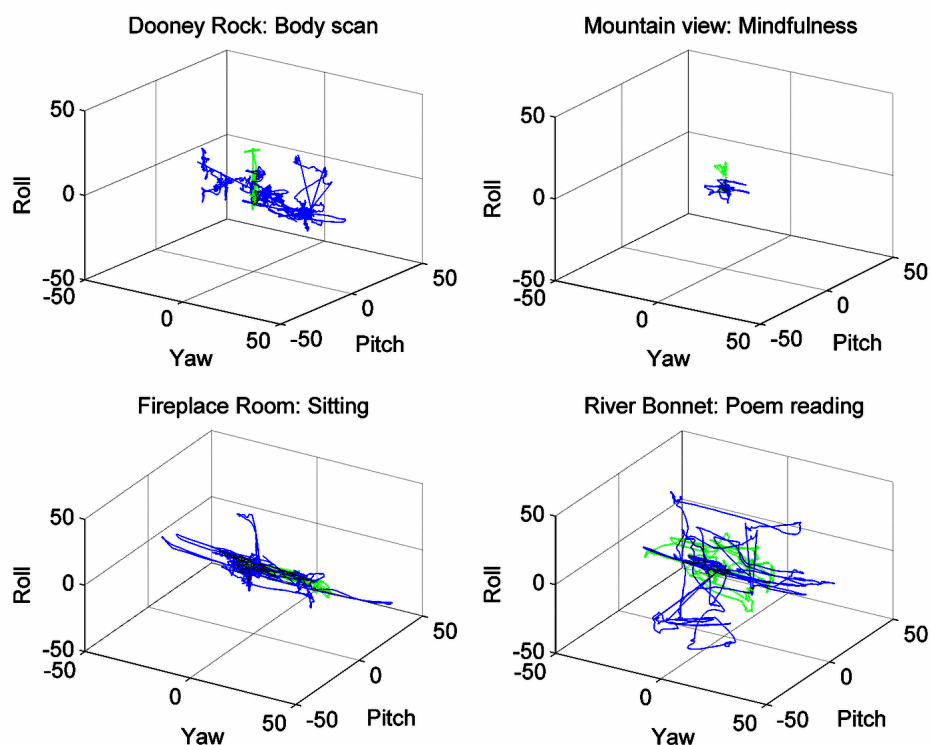 Dooney Rock: Body scan
50
0
-50
Roll
-50
0
50
Yaw
-50
0
50
Pitch
Mountain view: Mindfulness
50
0
-50
Roll
-50
0
50
Yaw
-50
0
50
Pitch
Fireplace Room: Sitting
50
0
-50
Roll
-50
0
50
Yaw
-50
0
50
Pitch
River Bonnet: Poem reading
50
0
-50
Roll
-50
0
50
Yaw
-50
0
50
Pitch